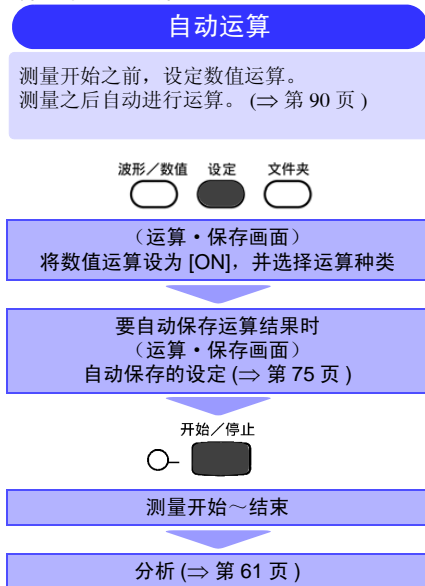 自动运算
测量开始之前，设定数值运算。
测量之后自动进行运算。 (⇒ 第 90 页 )
波形／数值 设定 文件夹
（运算・保存画面）
将数值运算设为 [ON]，并选择运算种类
要自动保存运算结果时
（运算・保存画面）
自动保存的设定 (⇒ 第 75 页 )
开始／停止
测量开始～结束
分析 (⇒ 第 61 页 )